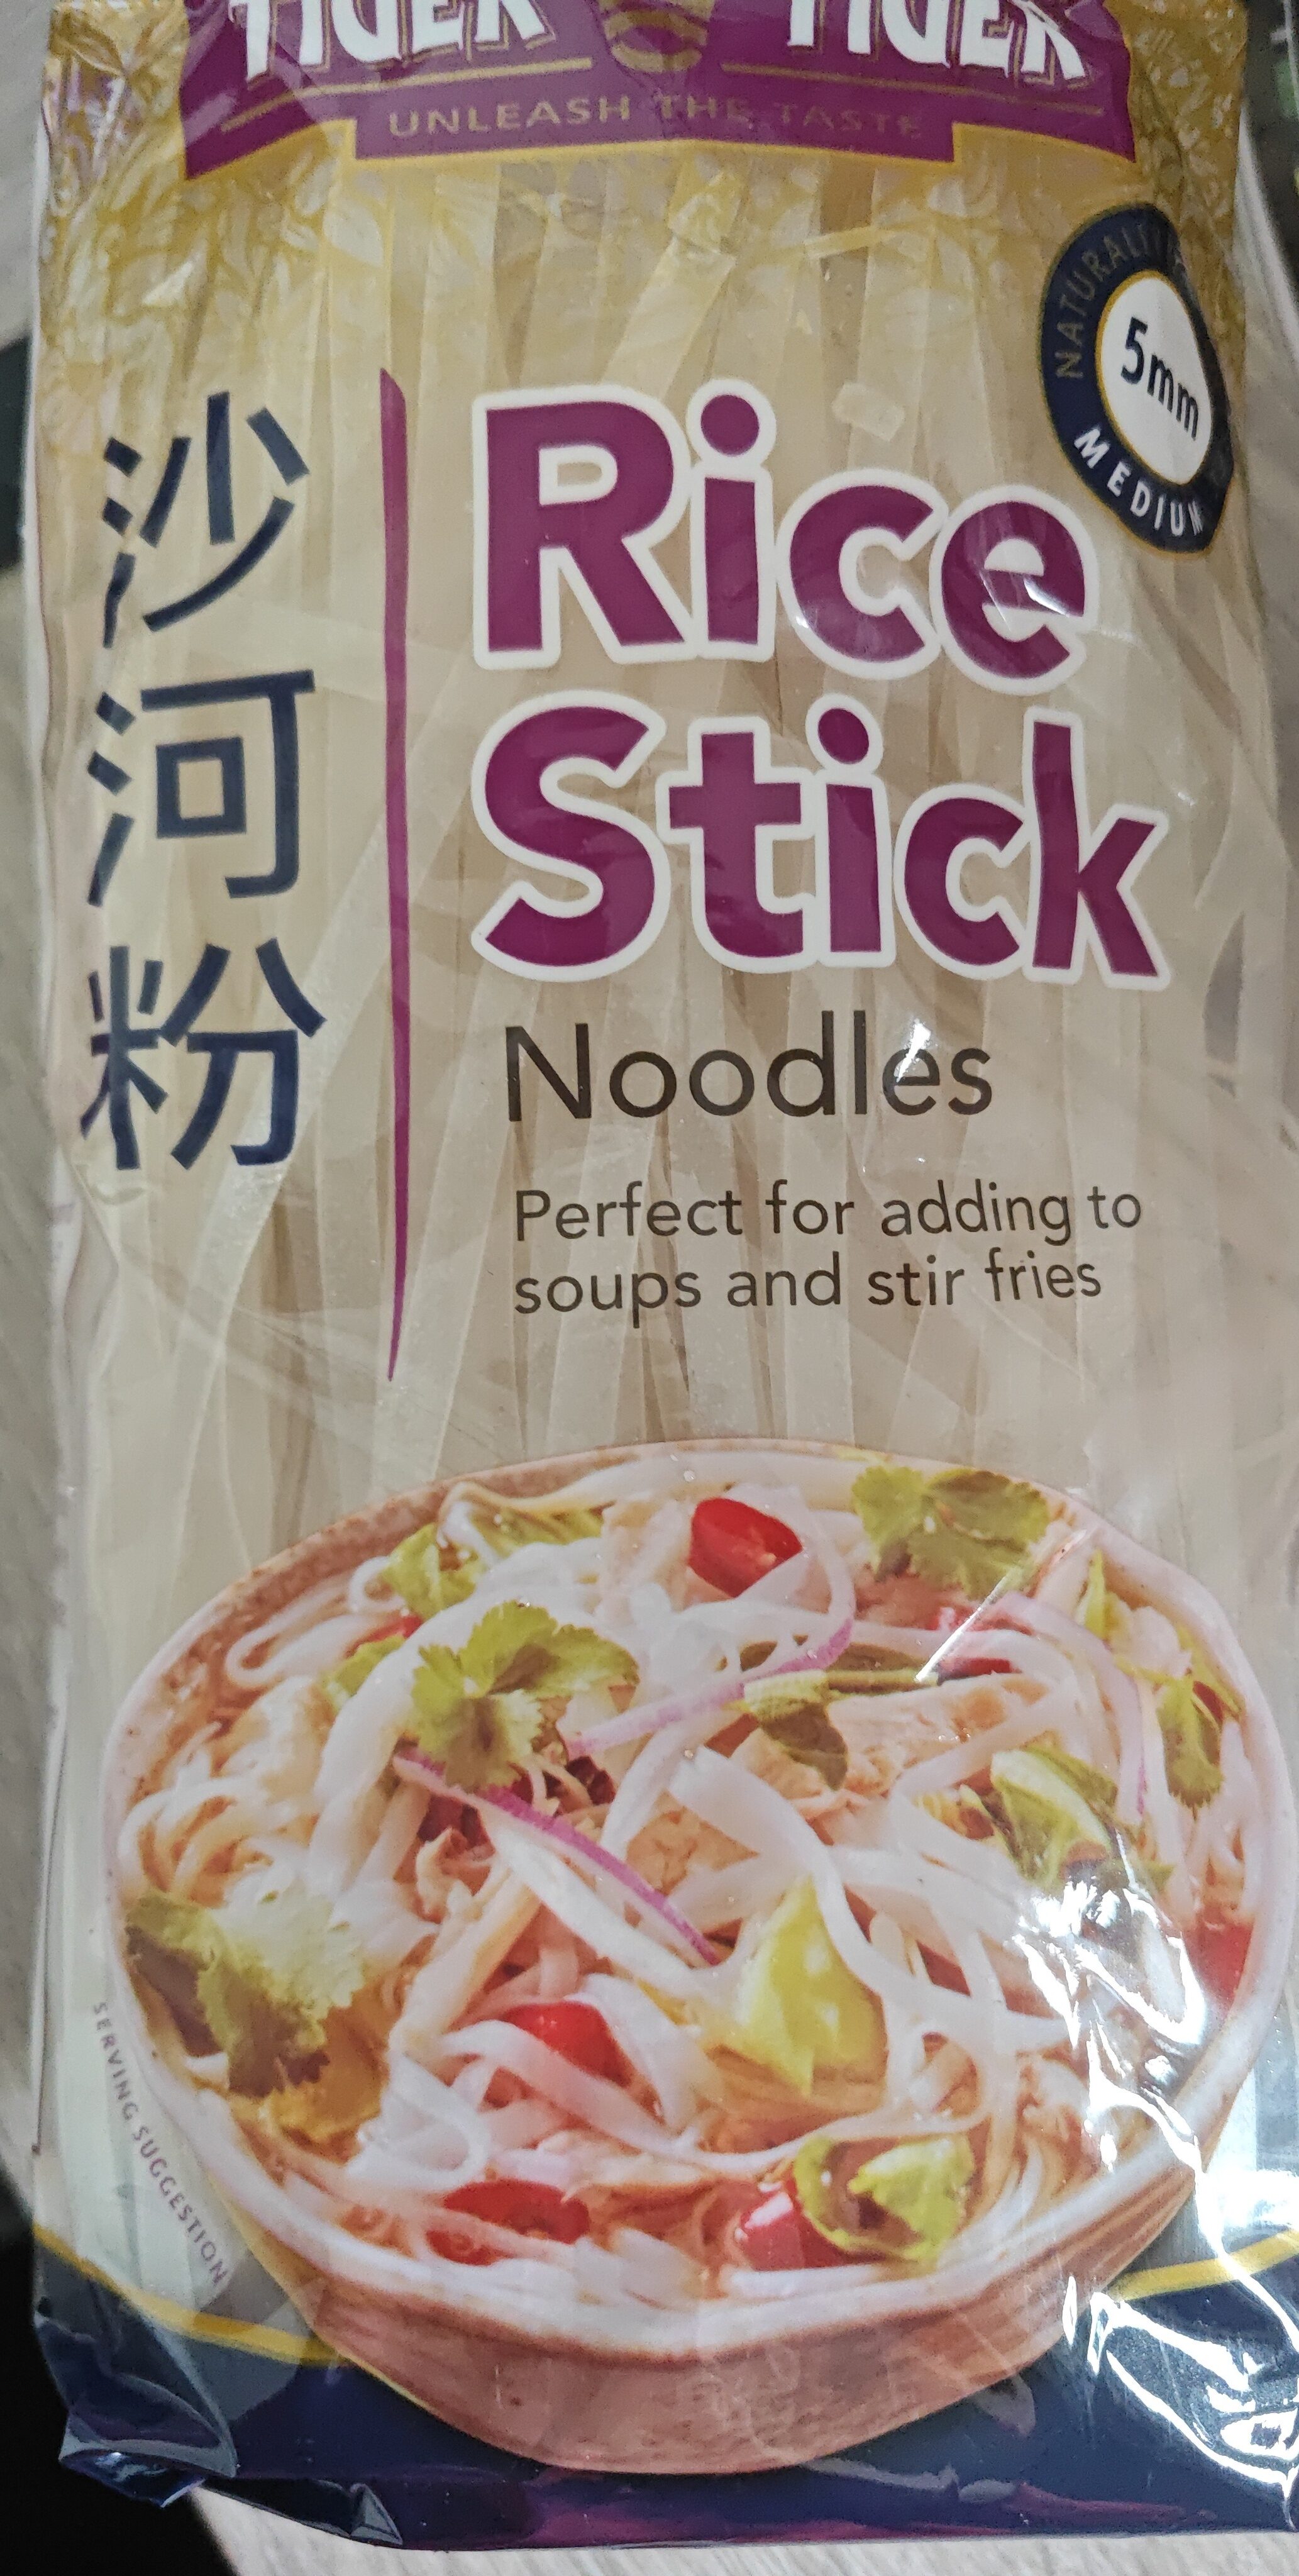 TIGER TIGER
UNLEASH THE TASTE
NATURALLY
5mm
MEDIUM
沙河粉
Rice
Stick
Noodles
Perfect for adding to
soups and stir fries
SERVING SUGGESTION